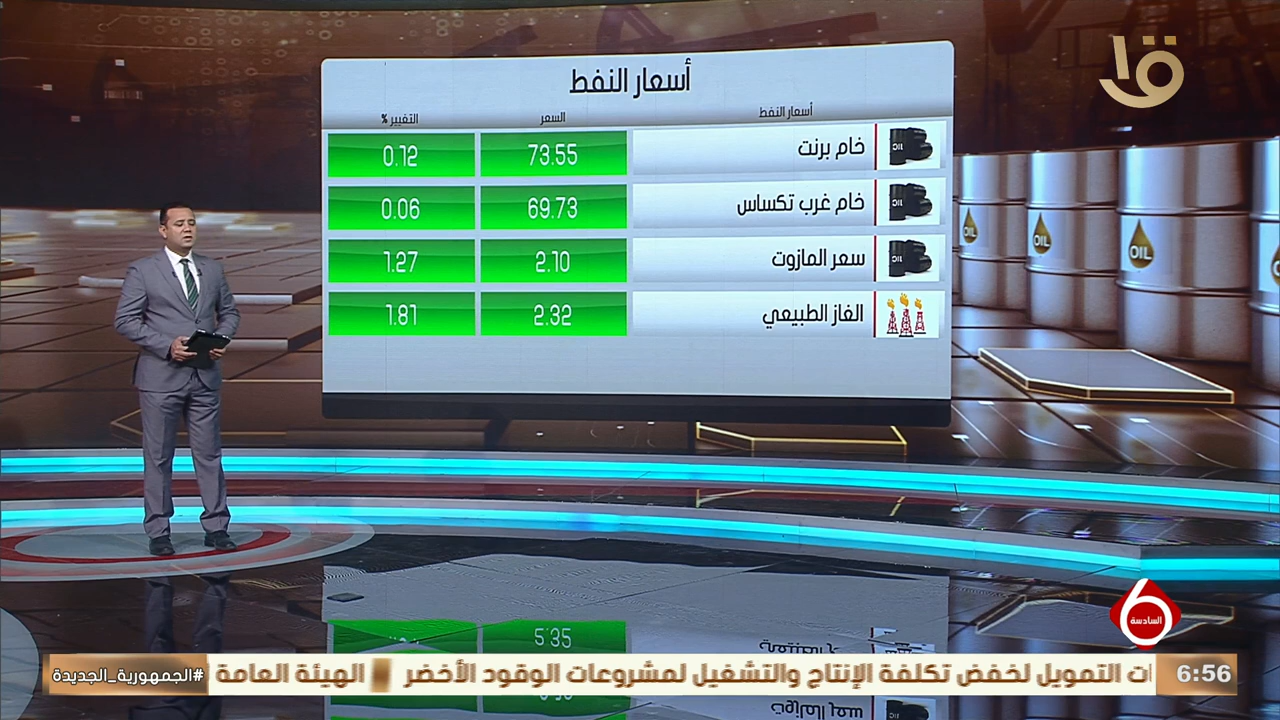 أسعار النفط
أسعار النفط السعر التغيير %
خام برنت 73.55 0.12
خام غرب تكساس 69.73 0.06
سعر المازوت 2.10 1.27
الغاز الطبيعي 2.32 1.81
OIL
OIL
OIL
السادسة
6:56 ات التمويل لخفض تكلفة الإنتاج والتشغيل لمشروعات الوقود الأخضر الهيئة العامة #الجمهورية_الجديدة